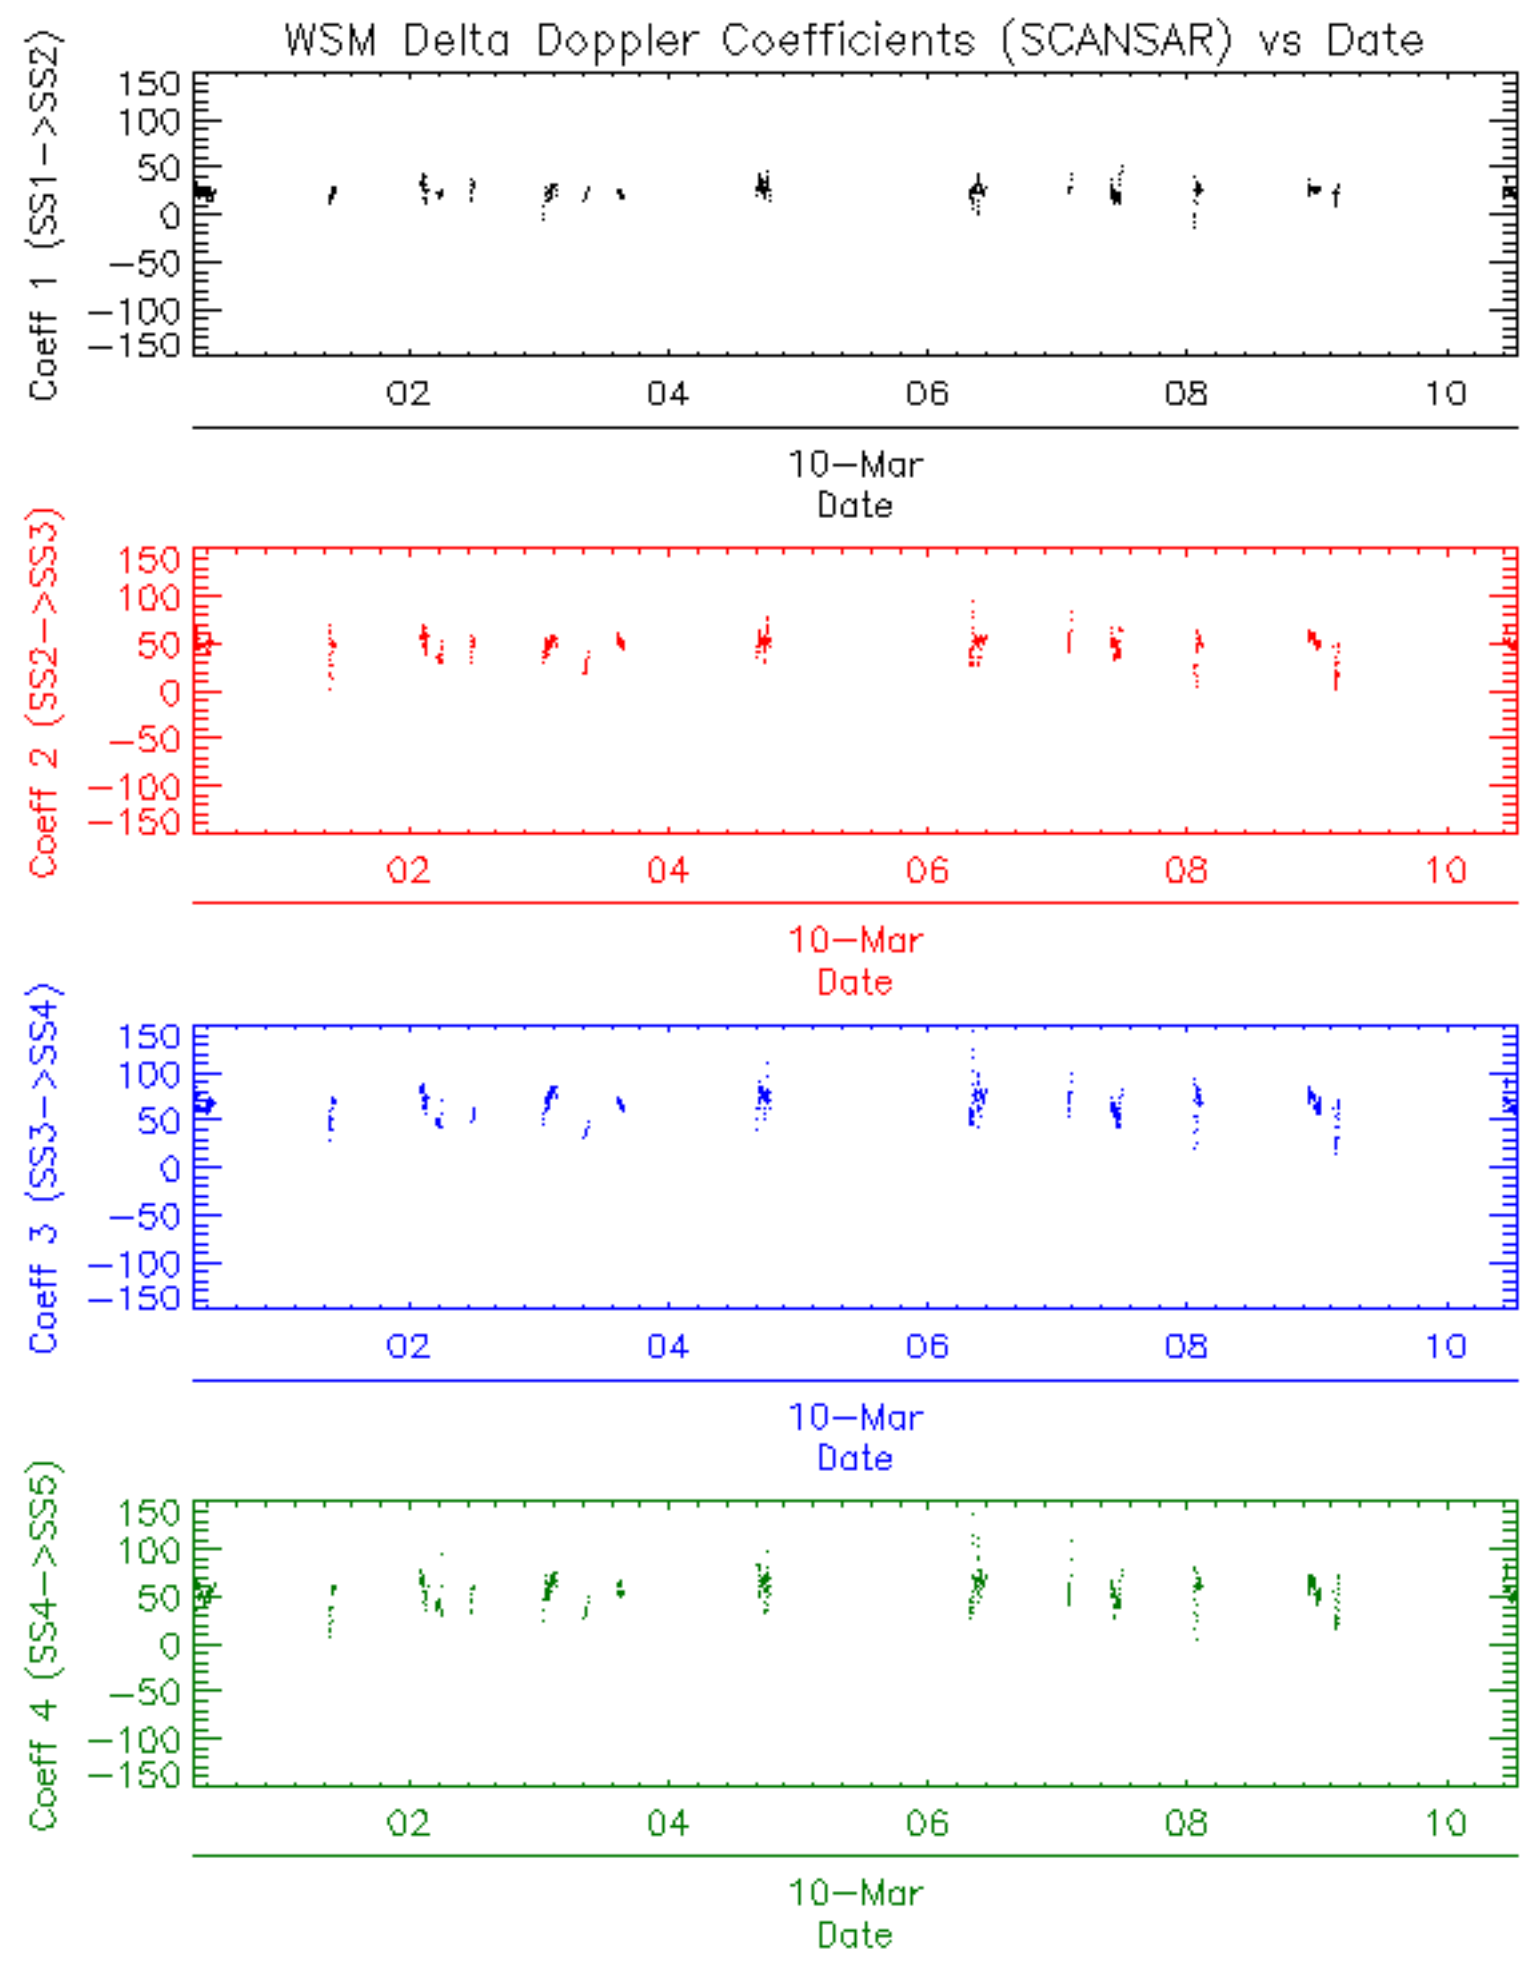 WSM Delta Doppler Coefficients (SCANSAR) vs Date
Coeff 1 (SS1->SS2)
150
100
50
0
-50
-100
-150
02 04 06 08 10
10-Mar
Date
Coeff 2 (SS2->SS3)
150
100
50
0
-50
-100
-150
02 04 06 08 10
10-Mar
Date
Coeff 3 (SS3->SS4)
150
100
50
0
-50
-100
-150
02 04 06 08 10
10-Mar
Date
Coeff 4 (SS4->SS5)
150
100
50
0
-50
-100
-150
02 04 06 08 10
10-Mar
Date